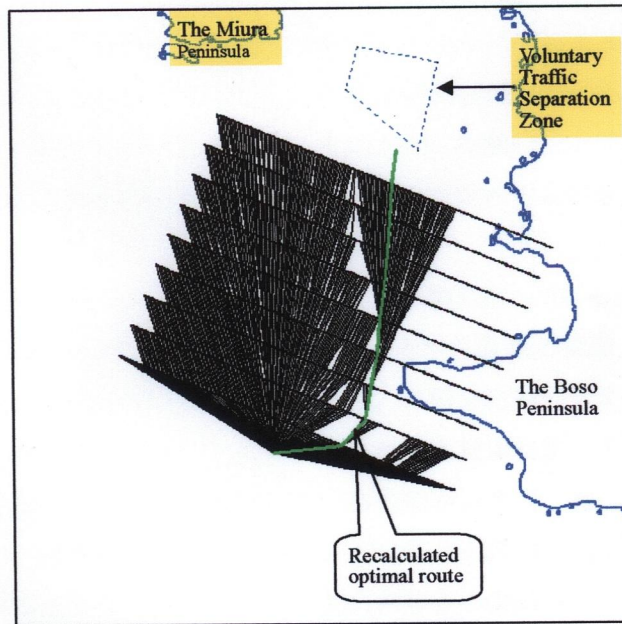 The Miura
Peninsula
Voluntary
Traffic
Separation
Zone
The Boso
Peninsula
Recalculated
optimal route